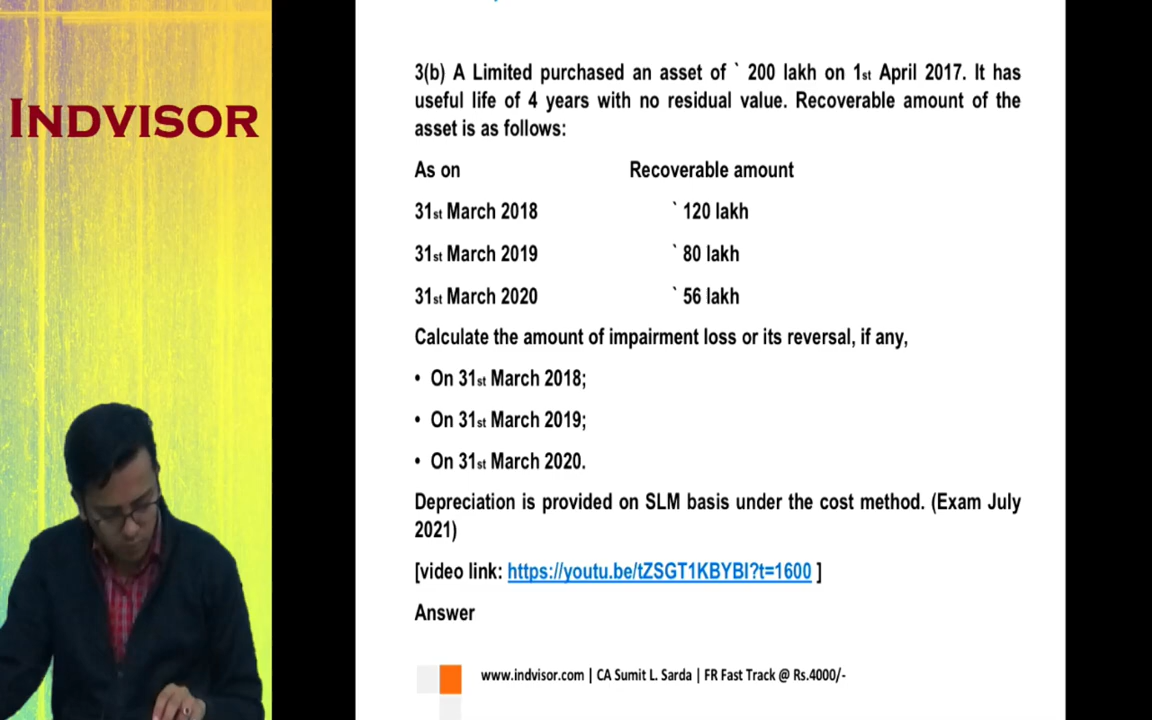 INDVISOR
3(b) A Limited purchased an asset of ` 200 lakh on 1st April 2017. It has
useful life of 4 years with no residual value. Recoverable amount of the
asset is as follows:
As on Recoverable amount
31st March 2018 ` 120 lakh
31st March 2019 ` 80 lakh
31st March 2020 ` 56 lakh
Calculate the amount of impairment loss or its reversal, if any,
• On 31st March 2018;
• On 31st March 2019;
• On 31st March 2020.
Depreciation is provided on SLM basis under the cost method. (Exam July
2021)
[video link: https://youtu.be/tZSGT1KBYBI?t=1600 ]
Answer
www.indvisor.com | CA Sumit L. Sarda | FR Fast Track @ Rs.4000/-